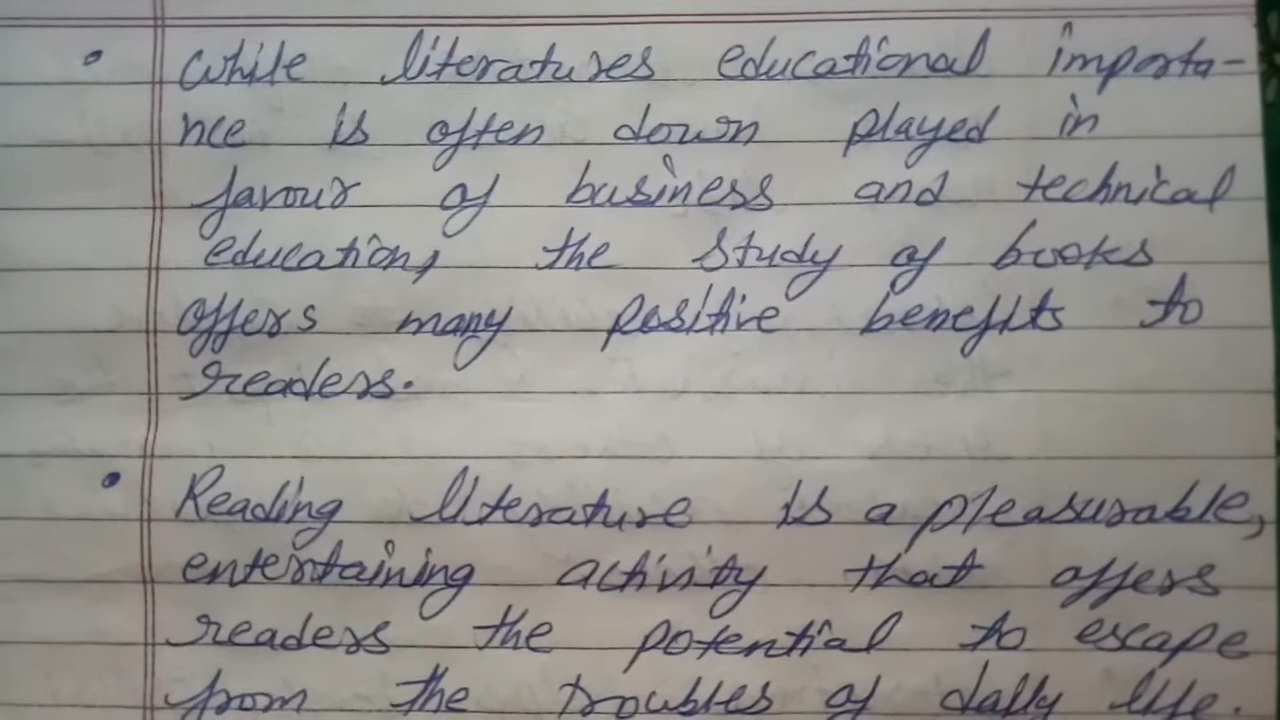 • While literatures educational importa-
nce is often down played in
favour of business and technical
education, the study of books
offers many positive benefits to
readers.
• Reading literature is a pleasurable,
entertaining activity that offers
readers the potential to escape
from the troubles of daily life.